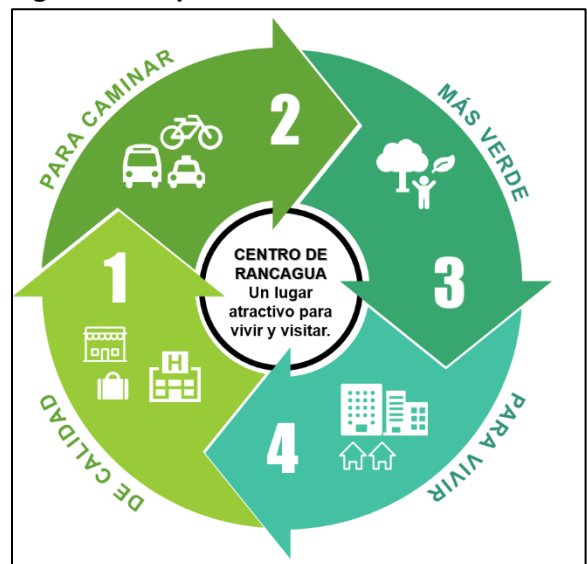 PARA CAMINAR
2
MÁS VERDE
1
CENTRO DE
RANCAGUA
Un lugar
atractivo para
vivir y visitar.
3
H
DE CALIDAD
4
PARA VIVIR